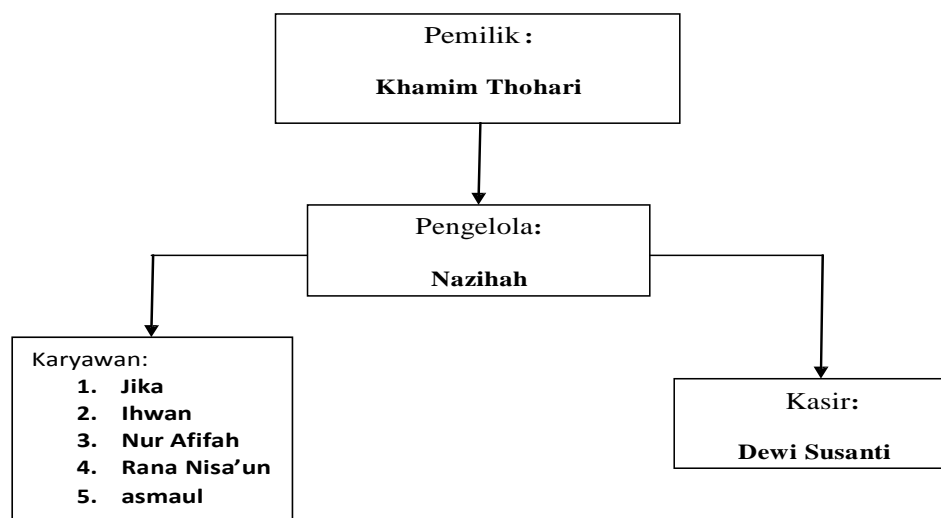 Pemilik :
Khamim Thohari
Pengelola:
Nazihah
Karyawan:
1. Jika
2. Ihwan
3. Nur Afifah
4. Rana Nisa’un
5. asmaul
Kasir:
Dewi Susanti